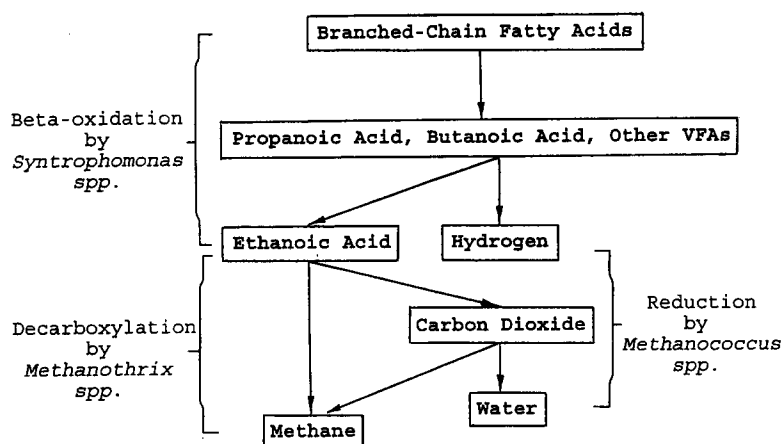 Branched-Chain Fatty Acids
Beta-oxidation
by
Syntrophomonas
spp.
Propanoic Acid, Butanoic Acid, Other VFAs
Ethanoic Acid
Hydrogen
Decarboxylation
by
Methanothrix
spp.
Carbon Dioxide
Reduction
by
Methanococcus
spp.
Methane
Water